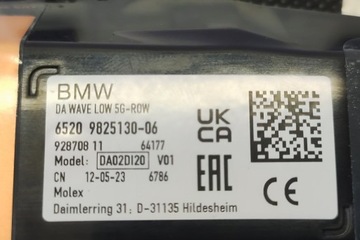 BMW
DA WAVE LOW 5G-ROW
6520 9825130-06
928708 11 64177
Model: DA02DI20 V01
CN 12-05-23 6786
Molex
Daimlerring 31; D-31135 Hildesheim
UK
CA
EAC
CE